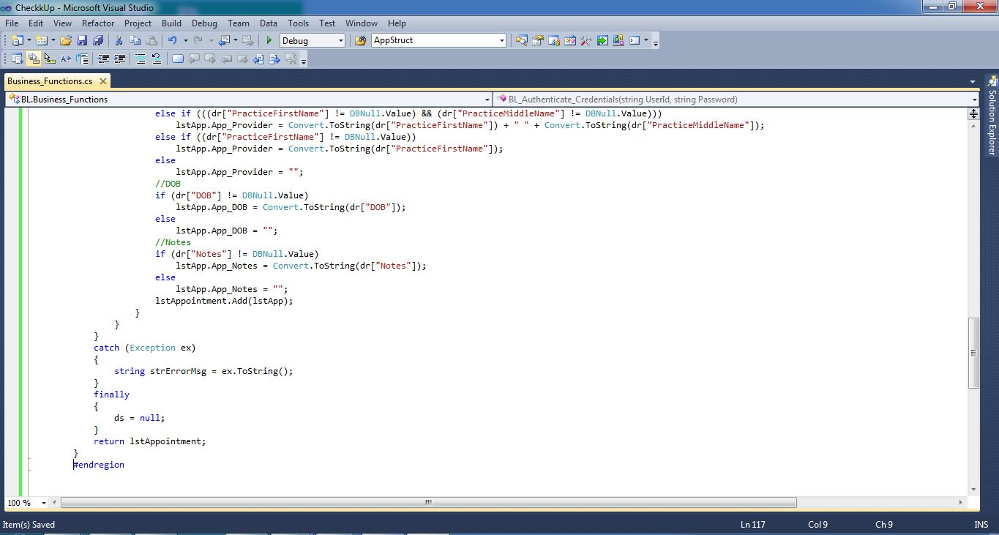 CheckkUp - Microsoft Visual Studio
File Edit View Refactor Project Build Debug Team Data Tools Test Window Help
Debug AppStruct
Business_Functions.cs
BL.Business_Functions BL_Authenticate_Credentials(string UserId, string Password)
Solution Explorer
else if (((dr["PracticeFirstName"] != DBNull.Value) && (dr["PracticeMiddleName"] != DBNull.Value)))
lstApp.App_Provider = Convert.ToString(dr["PracticeFirstName"]) + " " + Convert.ToString(dr["PracticeMiddleName"]);
else if ((dr["PracticeFirstName"] != DBNull.Value))
lstApp.App_Provider = Convert.ToString(dr["PracticeFirstName"]);
else
lstApp.App_Provider = "";
//DOB
if (dr["DOB"] != DBNull.Value)
lstApp.App_DOB = Convert.ToString(dr["DOB"]);
else
lstApp.App_DOB = "";
//Notes
if (dr["Notes"] != DBNull.Value)
lstApp.App_Notes = Convert.ToString(dr["Notes"]);
else
lstApp.App_Notes = "";
lstAppointment.Add(lstApp);
}
}
}
catch (Exception ex)
{
string strErrorMsg = ex.ToString();
}
finally
{
ds = null;
}
return lstAppointment;
}
#endregion
100 %
Item(s) Saved Ln 117 Col 9 Ch 9 INS